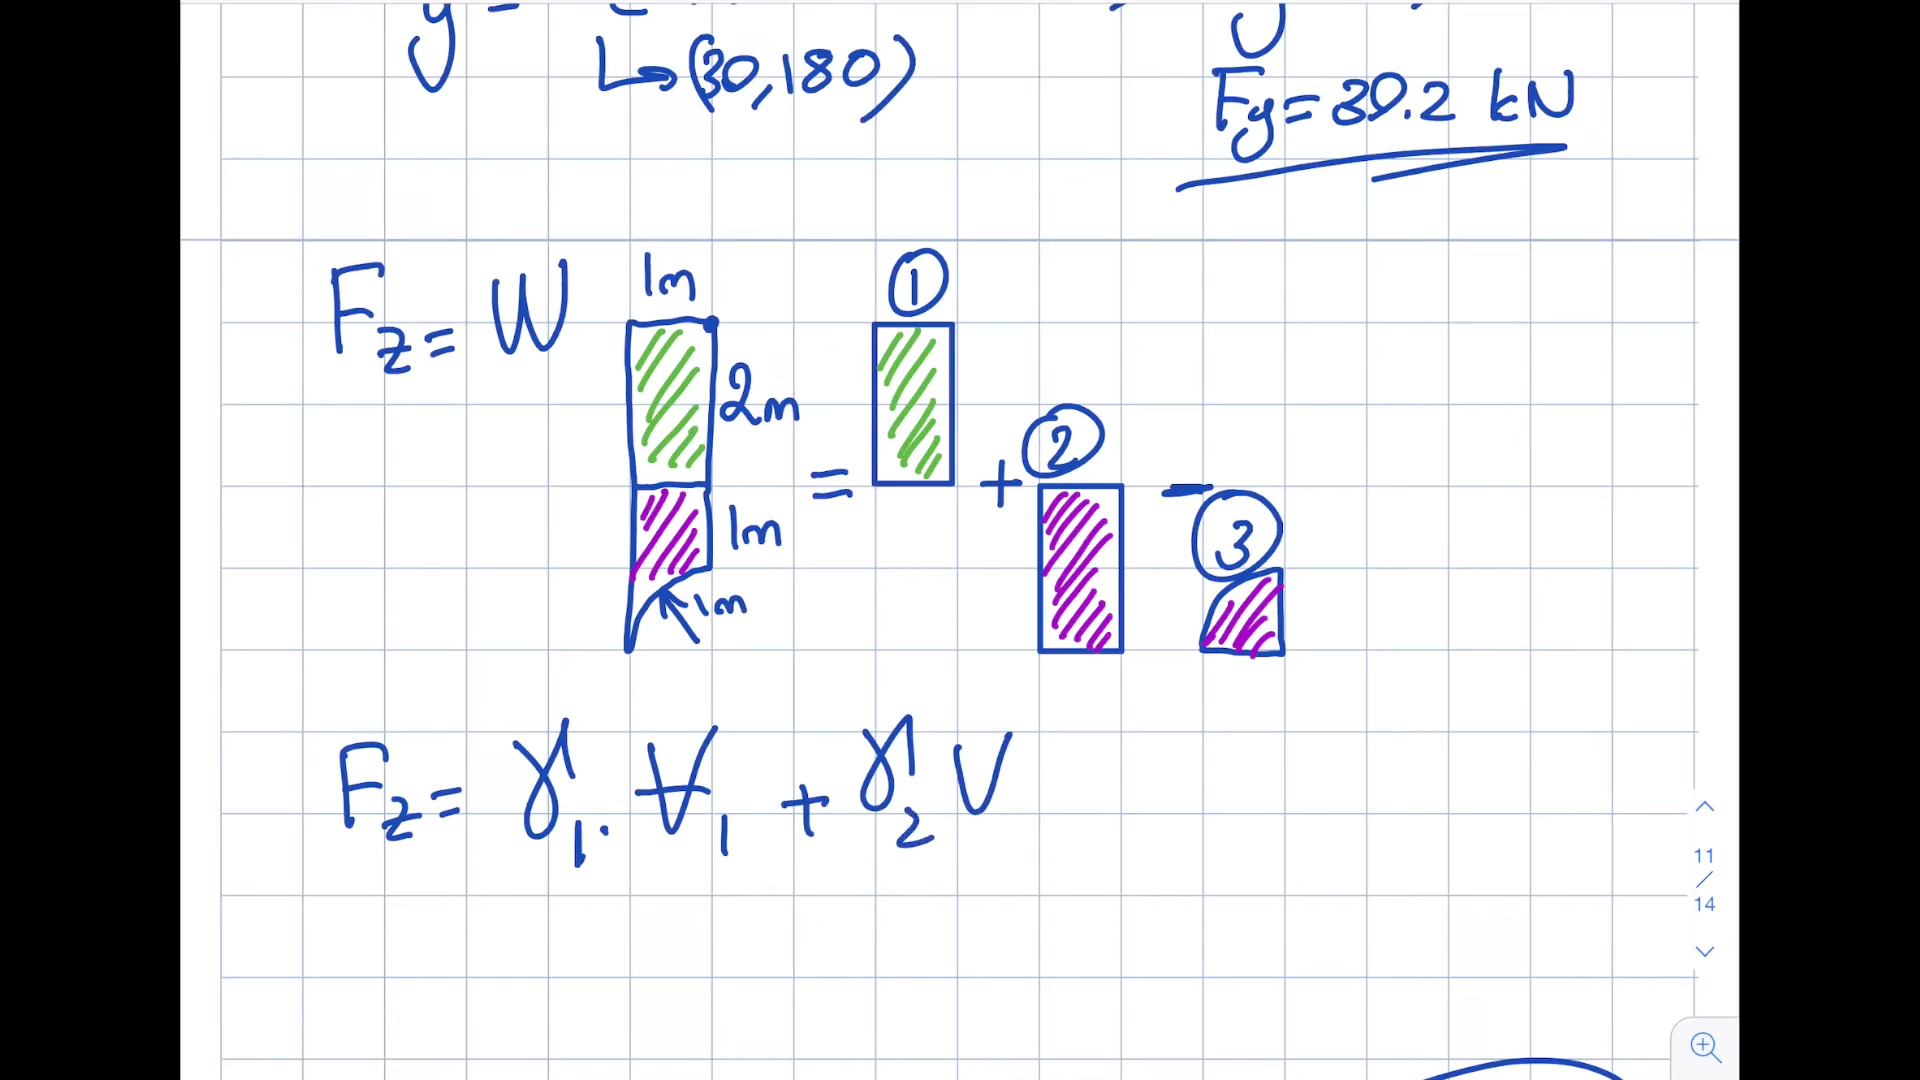 y =
↳ (30,180)
Fy = 39.2 kN
Fz = W
1m
2m
1m
1m
= ① + ② - ③
Fz = γ1 . V1 + γ2 V
11
/
14